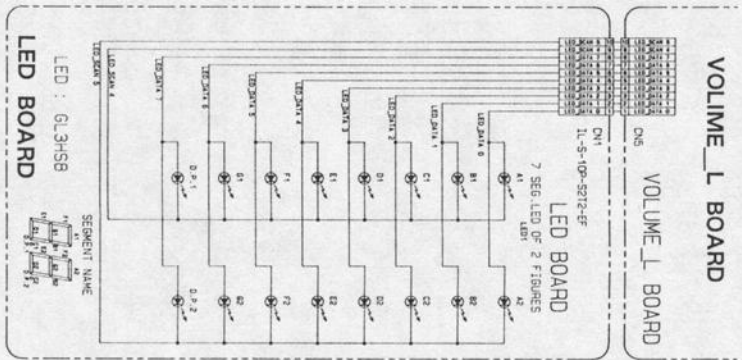 VOLIME_L BOARD
VOLUME_L BOARD
CN5
CN1
IL-S-10P-S2T2-EF
LED BOARD
7 SEG.LED OF 2 FIGURES
LED1
LED_DATA 0
LED_DATA 1
LED_DATA 2
LED_DATA 3
LED_DATA 4
LED_DATA 5
LED_DATA 6
LED_DATA 7
LED_SCAN 4
LED_SCAN 5
A1
B1
C1
D1
E1
F1
G1
D.P.1
A2
B2
C2
D2
E2
F2
G2
D.P.2
SEGMENT NAME
LED : GL3HS8
LED BOARD